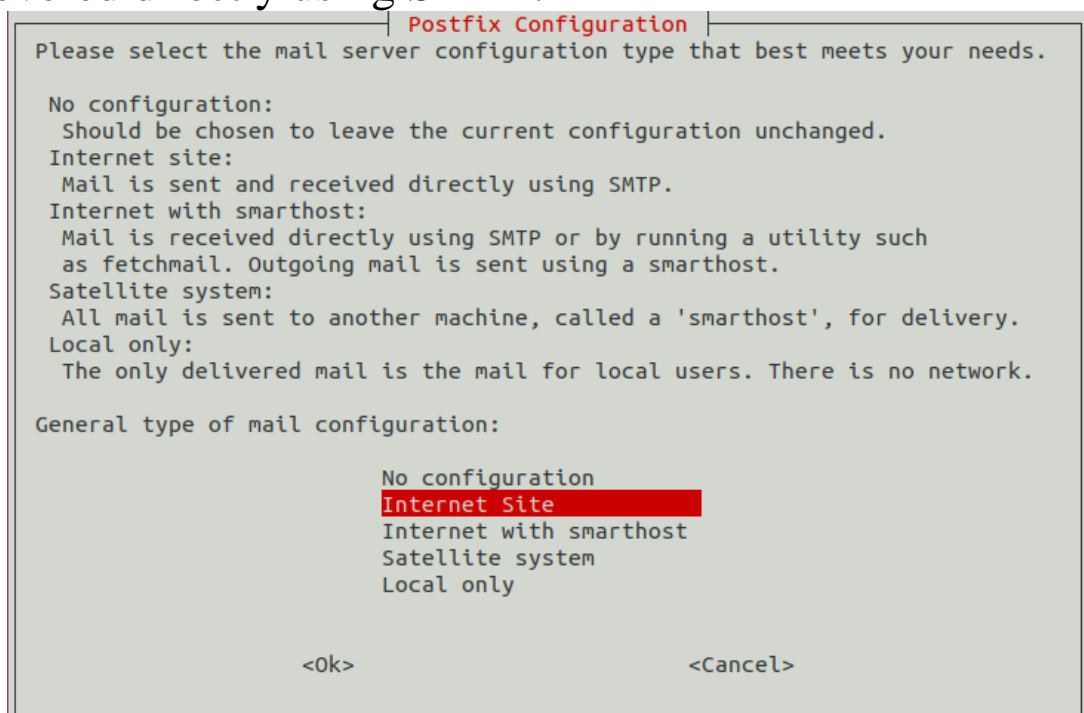 Postfix Configuration
Please select the mail server configuration type that best meets your needs.
No configuration:
Should be chosen to leave the current configuration unchanged.
Internet site:
Mail is sent and received directly using SMTP.
Internet with smarthost:
Mail is received directly using SMTP or by running a utility such
as fetchmail. Outgoing mail is sent using a smarthost.
Satellite system:
All mail is sent to another machine, called a 'smarthost', for delivery.
Local only:
The only delivered mail is the mail for local users. There is no network.
General type of mail configuration:
No configuration
Internet Site
Internet with smarthost
Satellite system
Local only
<Ok> <Cancel>